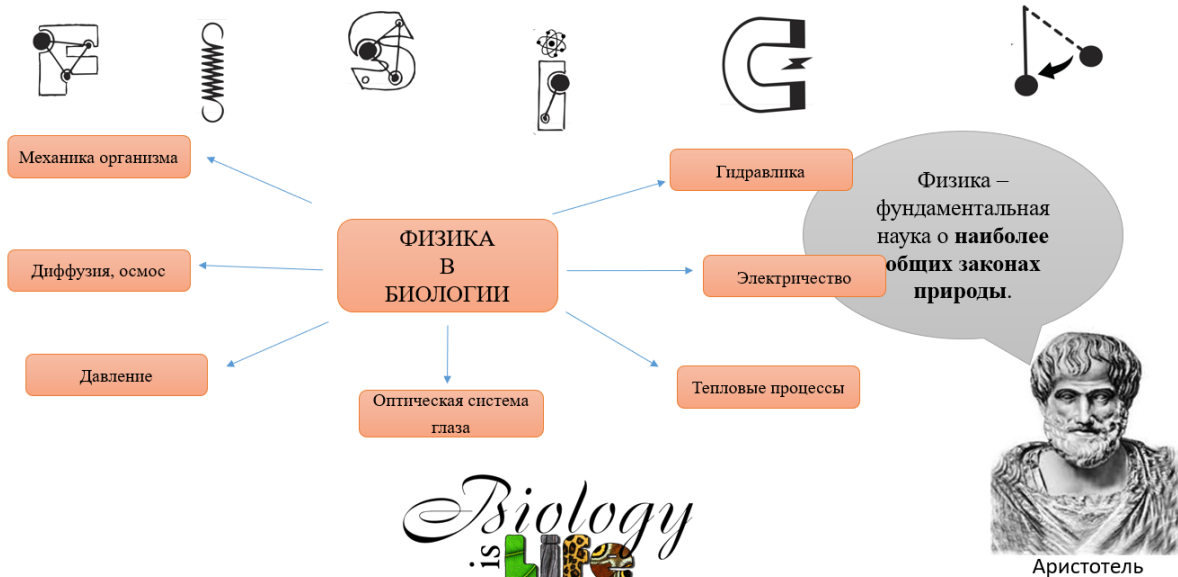 Механика организма
Гидравлика
Физика –
фундаментальная
наука о наиболее
общих законах
природы.
ФИЗИКА
В
БИОЛОГИИ
Диффузия, осмос
Электричество
Давление
Оптическая система
глаза
Тепловые процессы
Biology
is Life
Аристотель